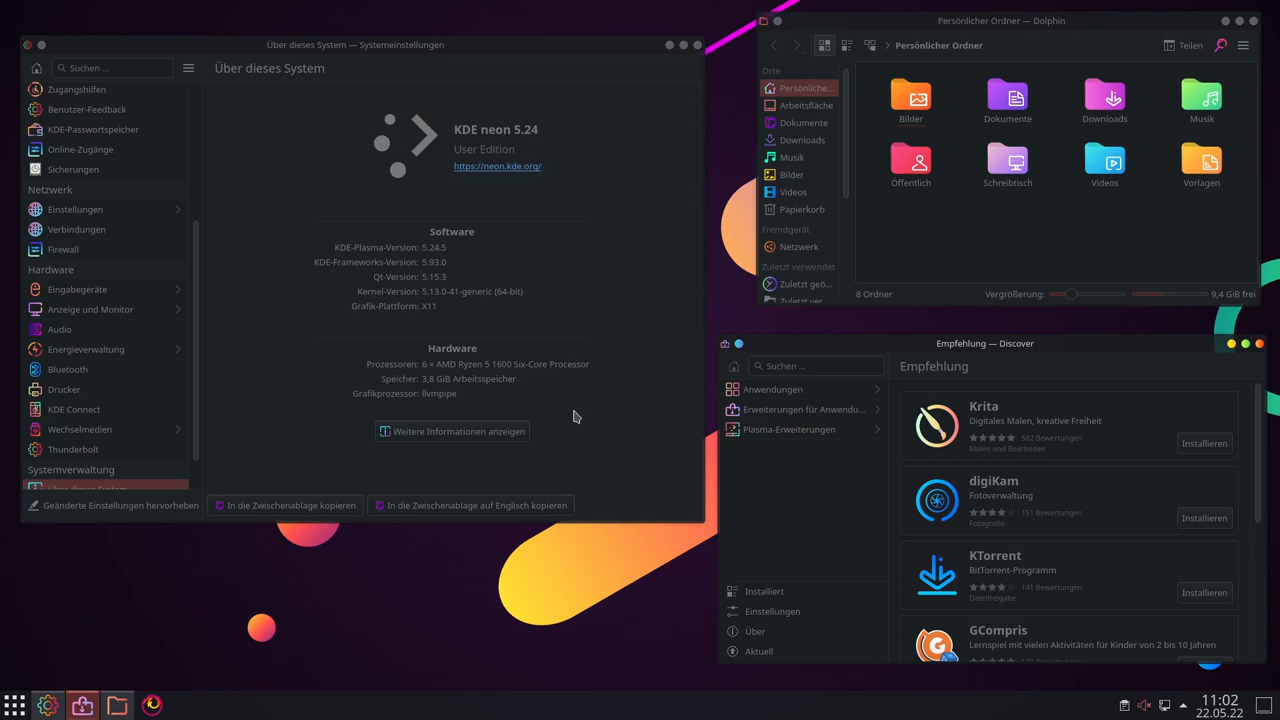 Über dieses System — Systemeinstellungen
Suchen ...
Über dieses System
Zugangshilfen
Benutzer-Feedback
KDE-Passwortspeicher
Online-Zugänge
Sicherungen
Netzwerk
Einstellungen
Verbindungen
Firewall
Hardware
Eingabegeräte
Anzeige und Monitor
Audio
Energieverwaltung
Bluetooth
Drucker
KDE Connect
Wechselmedien
Thunderbolt
Systemverwaltung
Über dieses System
Geänderte Einstellungen hervorheben
KDE neon 5.24
User Edition
https://neon.kde.org/
Software
KDE-Plasma-Version: 5.24.5
KDE-Frameworks-Version: 5.93.0
Qt-Version: 5.15.3
Kernel-Version: 5.13.0-41-generic (64-bit)
Grafik-Plattform: X11
Hardware
Prozessoren: 6 × AMD Ryzen 5 1600 Six-Core Processor
Speicher: 3,8 GiB Arbeitsspeicher
Grafikprozessor: llvmpipe
Weitere Informationen anzeigen
In die Zwischenablage kopieren
In die Zwischenablage auf Englisch kopieren
Persönlicher Ordner — Dolphin
Persönlicher Ordner
Teilen
Orte
Persönliche...
Arbeitsfläche
Dokumente
Downloads
Musik
Bilder
Videos
Papierkorb
Fremdgerät
Netzwerk
Zuletzt verwendet
Zuletzt geö...
Zuletzt ver...
Bilder
Dokumente
Downloads
Musik
Öffentlich
Schreibtisch
Videos
Vorlagen
8 Ordner
Vergrößerung:
9,4 GiB frei
Empfehlung — Discover
Suchen ...
Empfehlung
Anwendungen
Erweiterungen für Anwendu...
Plasma-Erweiterungen
Installiert
Einstellungen
Über
Aktuell
Krita
Digitales Malen, kreative Freiheit
582 Bewertungen
Malen und Bearbeiten
Installieren
digiKam
Fotoverwaltung
151 Bewertungen
Fotografie
Installieren
KTorrent
BitTorrent-Programm
141 Bewertungen
Dateifreigabe
Installieren
GCompris
Lernspiel mit vielen Aktivitäten für Kinder von 2 bis 10 Jahren
11:02
22.05.22